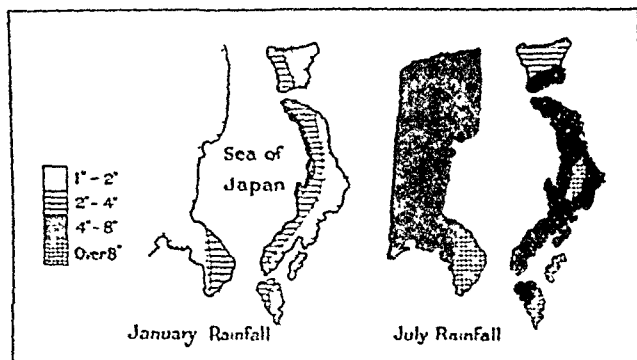 Sea of
Japan
1"-2"
2"-4"
4"-8"
Over 8"
January Rainfall
July Rainfall